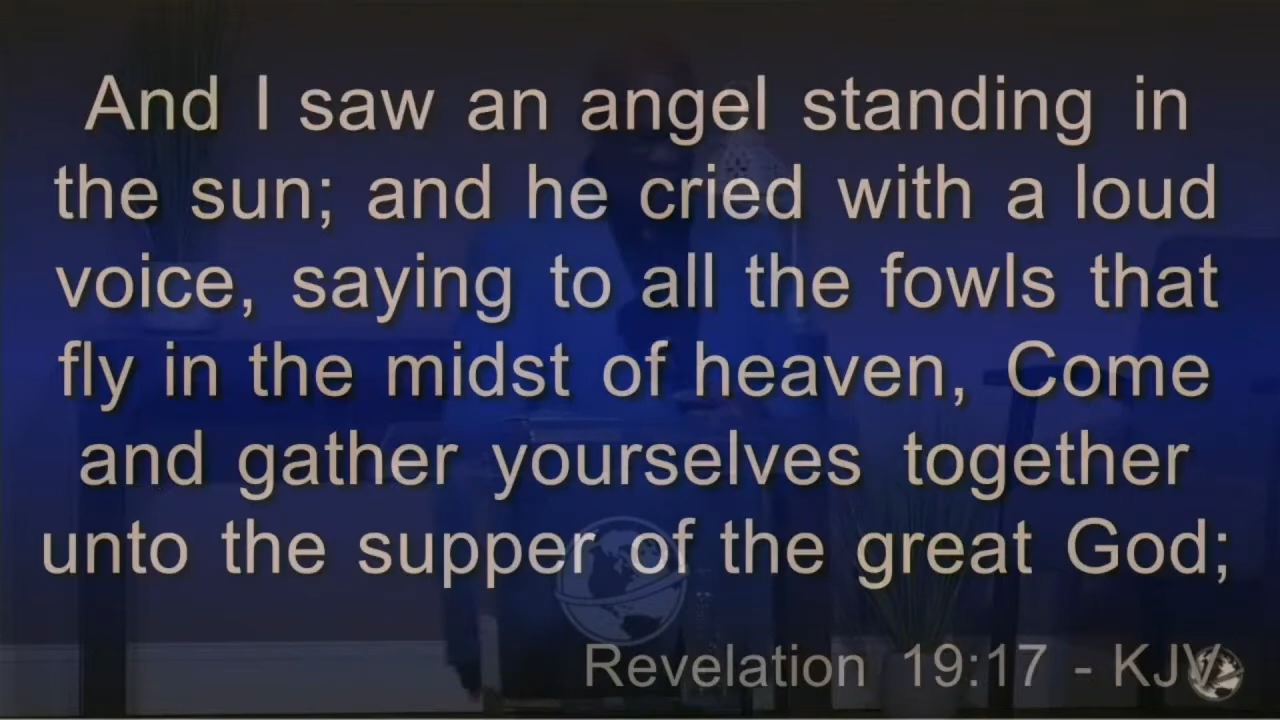 And I saw an angel standing in
the sun; and he cried with a loud
voice, saying to all the fowls that
fly in the midst of heaven, Come
and gather yourselves together
unto the supper of the great God;
Revelation 19:17 - KJV